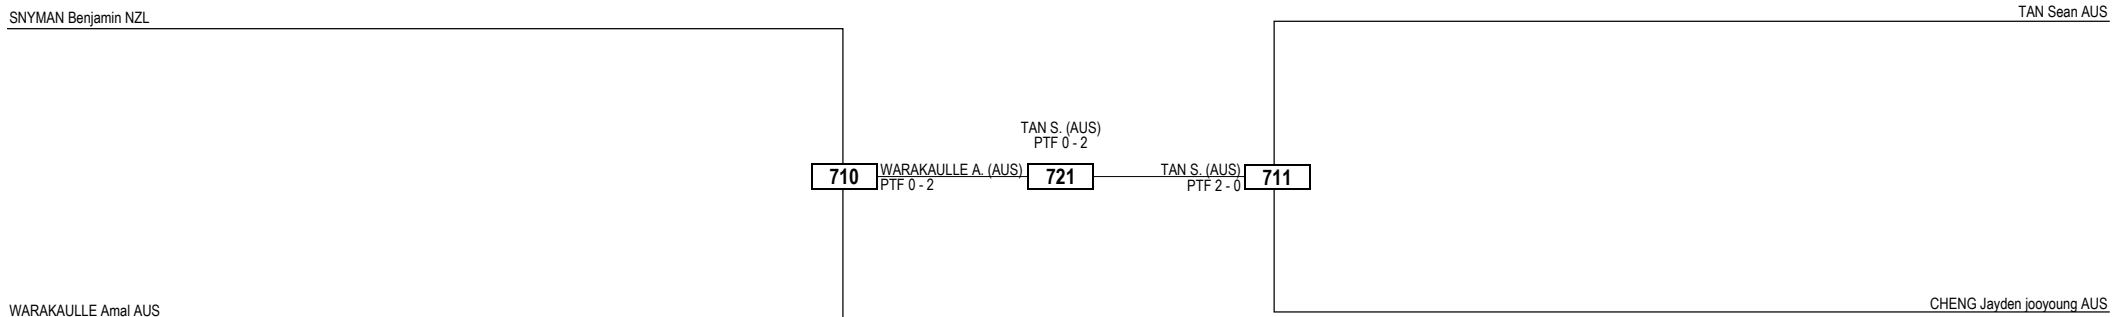 SNYMAN Benjamin NZL
TAN Sean AUS
TAN S. (AUS)
PTF 0 - 2
710
WARAKAULLE A. (AUS)
PTF 0 - 2
721
TAN S. (AUS)
PTF 2 - 0
711
WARAKAULLE Amal AUS
CHENG Jayden jooyoung AUS